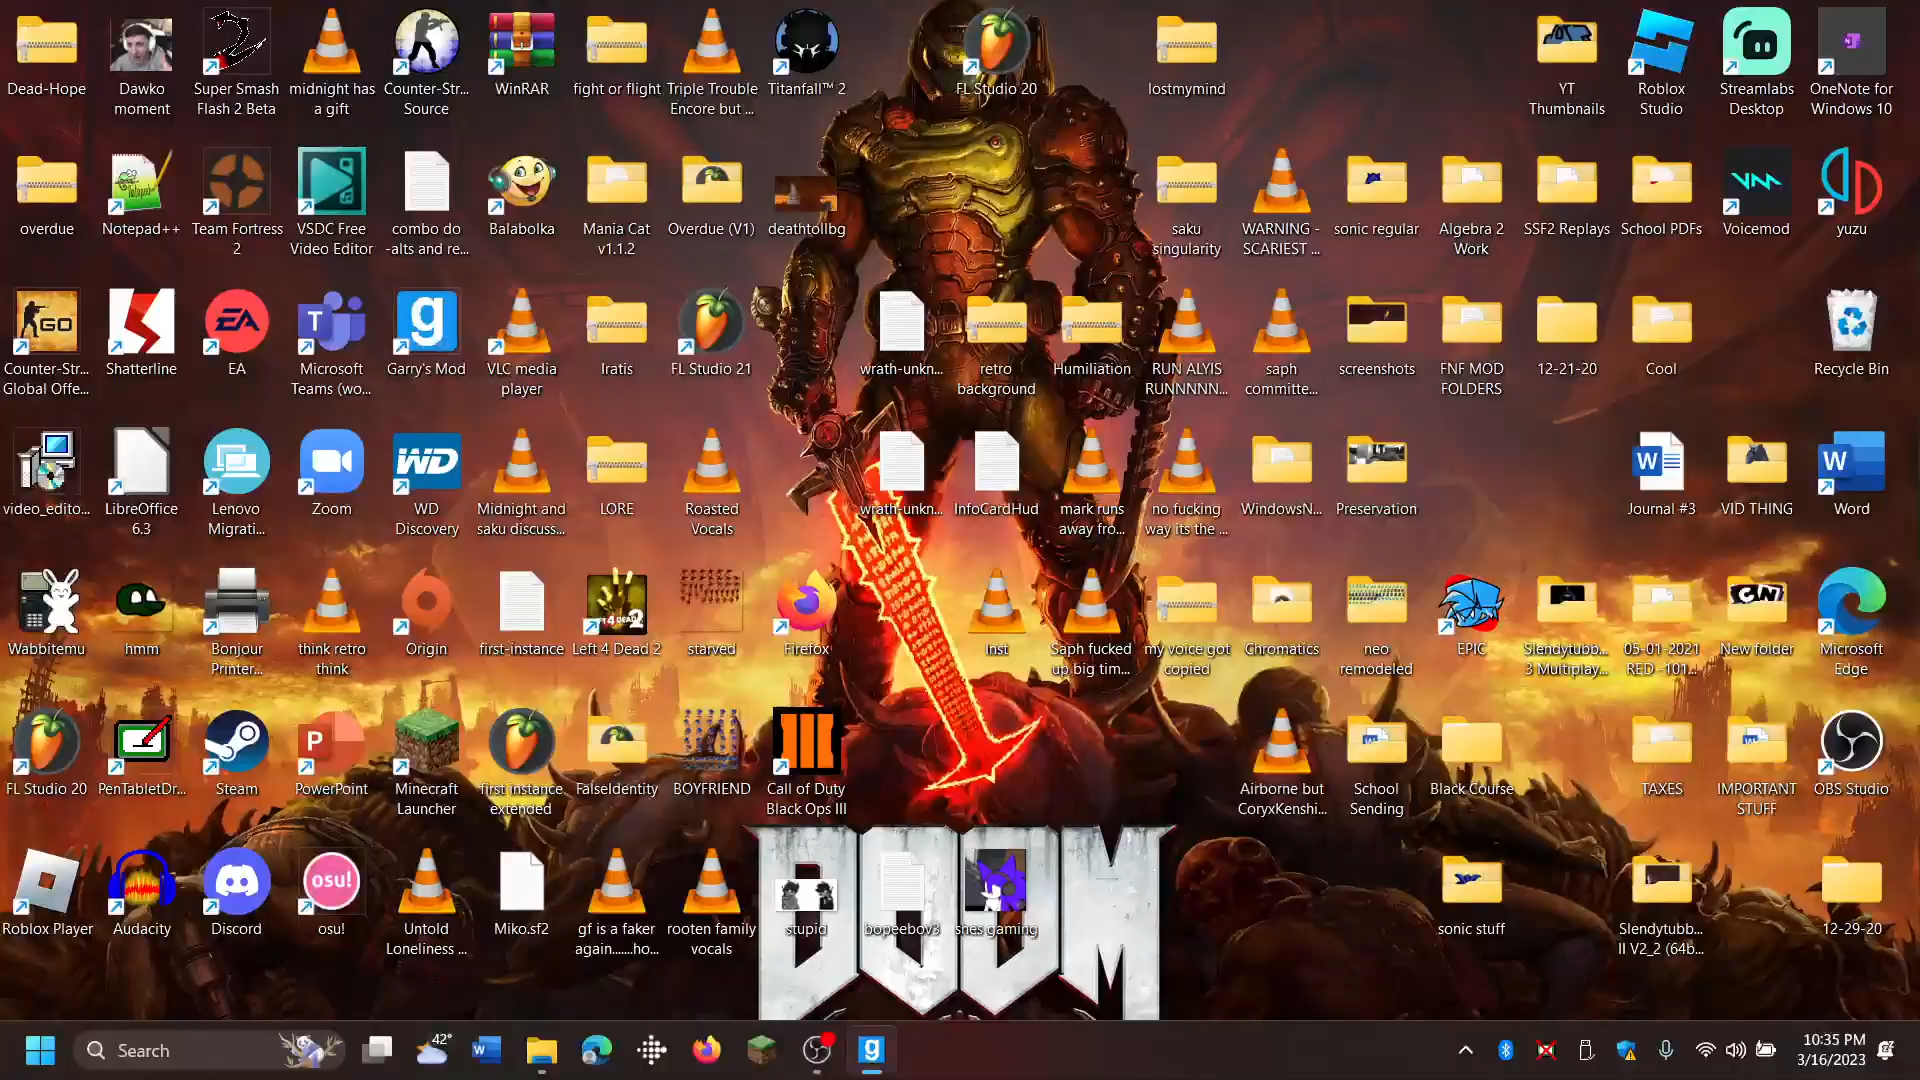 Dead-Hope
Dawko
moment
Super Smash
Flash 2 Beta
midnight has
a gift
Counter-Str...
Source
WinRAR
fight or flight
Triple Trouble
Encore but ...
Titanfall™ 2
FL Studio 20
lostmymind
YT
Thumbnails
Roblox
Studio
Streamlabs
Desktop
OneNote for
Windows 10
overdue
Notepad++
Team Fortress
2
VSDC Free
Video Editor
combo do
-alts and re...
Balabolka
Mania Cat
v1.1.2
Overdue (V1)
deathtollbg
saku
singularity
WARNING -
SCARIEST ...
sonic regular
Algebra 2
Work
SSF2 Replays
School PDFs
Voicemod
yuzu
GO
Counter-Str...
Global Offe...
Shatterline
EA
EA
T
Microsoft
Teams (wo...
g
Garry's Mod
VLC media
player
Iratis
FL Studio 21
wrath-unkn...
retro
background
Humiliation
RUN ALYIS
RUNNNNN...
saph
committe...
screenshots
FNF MOD
FOLDERS
12-21-20
Cool
Recycle Bin
video_edito...
LibreOffice
6.3
Lenovo
Migrati...
Zoom
WD
WD
Discovery
Midnight and
saku discuss...
LORE
Roasted
Vocals
wrath-unkn...
InfoCardHud
mark runs
away fro...
no fucking
way its the ...
WindowsN...
Preservation
W
Journal #3
VID THING
W
Word
Wabbitemu
hmm
Bonjour
Printer...
think retro
think
Origin
first-instance
Left 4 Dead 2
starved
Firefox
Inst
Saph fucked
up big tim...
my voice got
copied
Chromatics
neo
remodeled
EPIC
Slendytubb...
3 Multiplay...
05-01-2021
RED -101...
CN
New folder
Microsoft
Edge
FL Studio 20
PenTabletDr...
Steam
P
PowerPoint
Minecraft
Launcher
first instance
extended
FalseIdentity
BOYFRIEND
Call of Duty
Black Ops III
Airborne but
CoryxKenshi...
School
Sending
Black Course
TAXES
IMPORTANT
STUFF
OBS Studio
Roblox Player
Audacity
Discord
osu!
osu!
Untold
Loneliness ...
Miko.sf2
gf is a faker
again.......ho...
rooten family
vocals
stupid
bopeebov3
shes gaming
sonic stuff
Slendytubb...
II V2_2 (64b...
12-29-20
DOOM
Search
42°
W
g
10:35 PM
3/16/2023